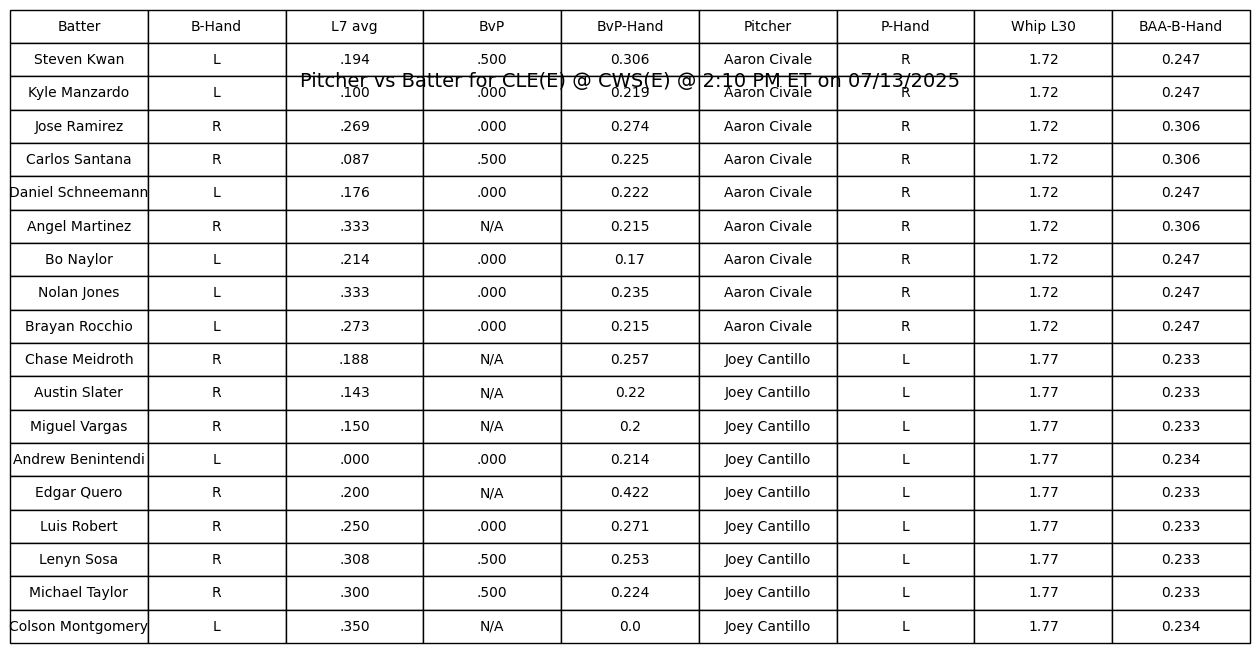 Batter B-Hand L7 avg BvP BvP-Hand Pitcher P-Hand Whip L30 BAA-B-Hand
Steven Kwan L .194 .500 0.306 Aaron Civale R 1.72 0.247
Pitcher vs Batter for CLE(E) @ CWS(E) @ 2:10 PM ET on 07/13/2025
Kyle Manzardo L .100 .000 0.219 Aaron Civale R 1.72 0.247
Jose Ramirez R .269 .000 0.274 Aaron Civale R 1.72 0.306
Carlos Santana R .087 .500 0.225 Aaron Civale R 1.72 0.306
Daniel Schneemann L .176 .000 0.222 Aaron Civale R 1.72 0.247
Angel Martinez R .333 N/A 0.215 Aaron Civale R 1.72 0.306
Bo Naylor L .214 .000 0.17 Aaron Civale R 1.72 0.247
Nolan Jones L .333 .000 0.235 Aaron Civale R 1.72 0.247
Brayan Rocchio L .273 .000 0.215 Aaron Civale R 1.72 0.247
Chase Meidroth R .188 N/A 0.257 Joey Cantillo L 1.77 0.233
Austin Slater R .143 N/A 0.22 Joey Cantillo L 1.77 0.233
Miguel Vargas R .150 N/A 0.2 Joey Cantillo L 1.77 0.233
Andrew Benintendi L .000 .000 0.214 Joey Cantillo L 1.77 0.234
Edgar Quero R .200 N/A 0.422 Joey Cantillo L 1.77 0.233
Luis Robert R .250 .000 0.271 Joey Cantillo L 1.77 0.233
Lenyn Sosa R .308 .500 0.253 Joey Cantillo L 1.77 0.233
Michael Taylor R .300 .500 0.224 Joey Cantillo L 1.77 0.233
Colson Montgomery L .350 N/A 0.0 Joey Cantillo L 1.77 0.234